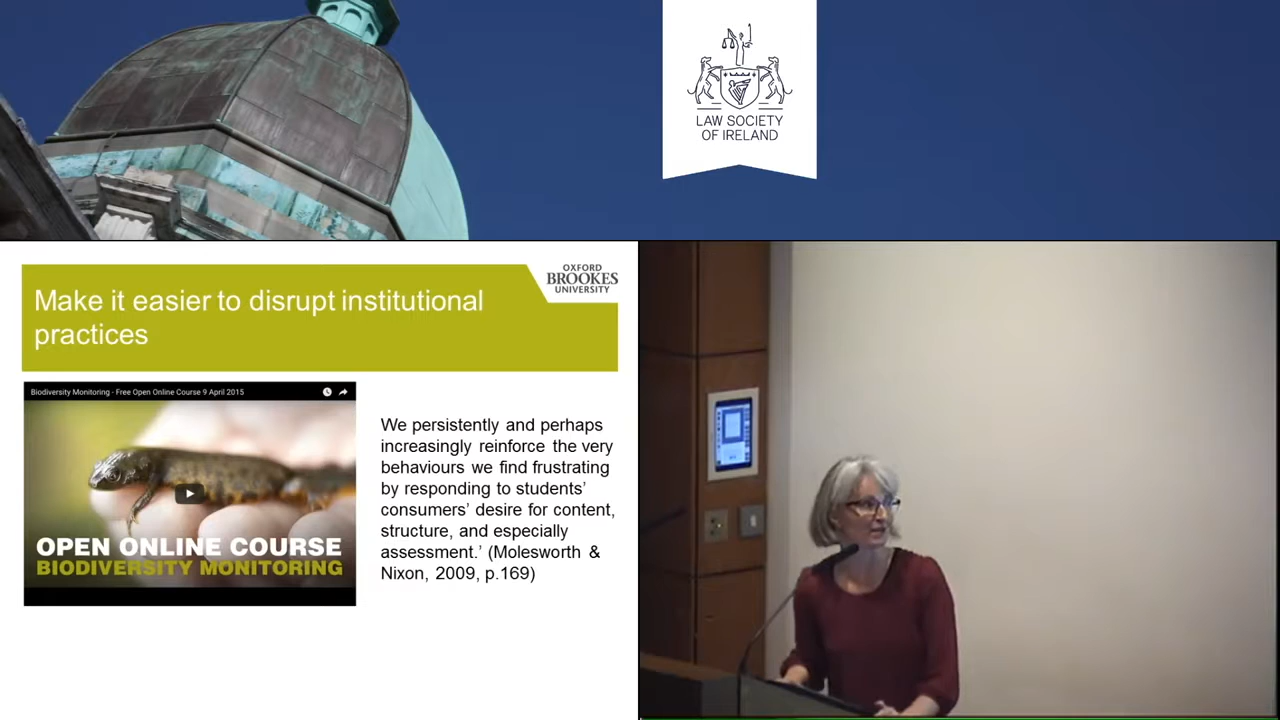 LAW SOCIETY
OF IRELAND
OXFORD
BROOKES
UNIVERSITY
Make it easier to disrupt institutional
practices
Biodiversity Monitoring - Free Open Online Course 9 April 2015
OPEN ONLINE COURSE
BIODIVERSITY MONITORING
We persistently and perhaps
increasingly reinforce the very
behaviours we find frustrating
by responding to students’
consumers’ desire for content,
structure, and especially
assessment.’ (Molesworth &
Nixon, 2009, p.169)